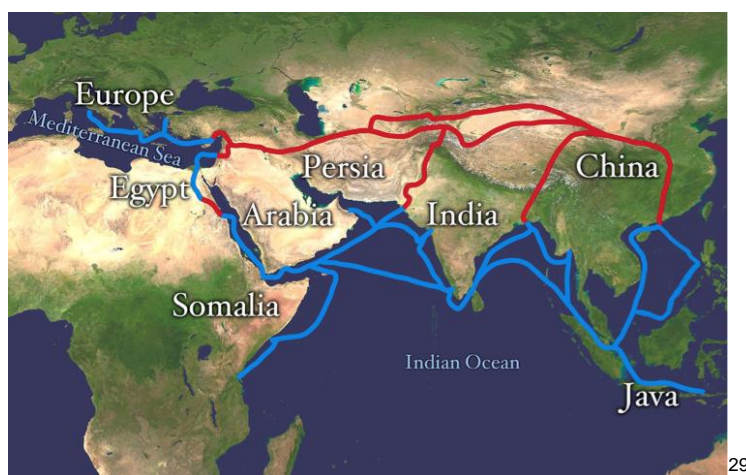 Europe
Mediterranean Sea
Egypt
Persia
China
Arabia
India
Somalia
Indian Ocean
Java
29